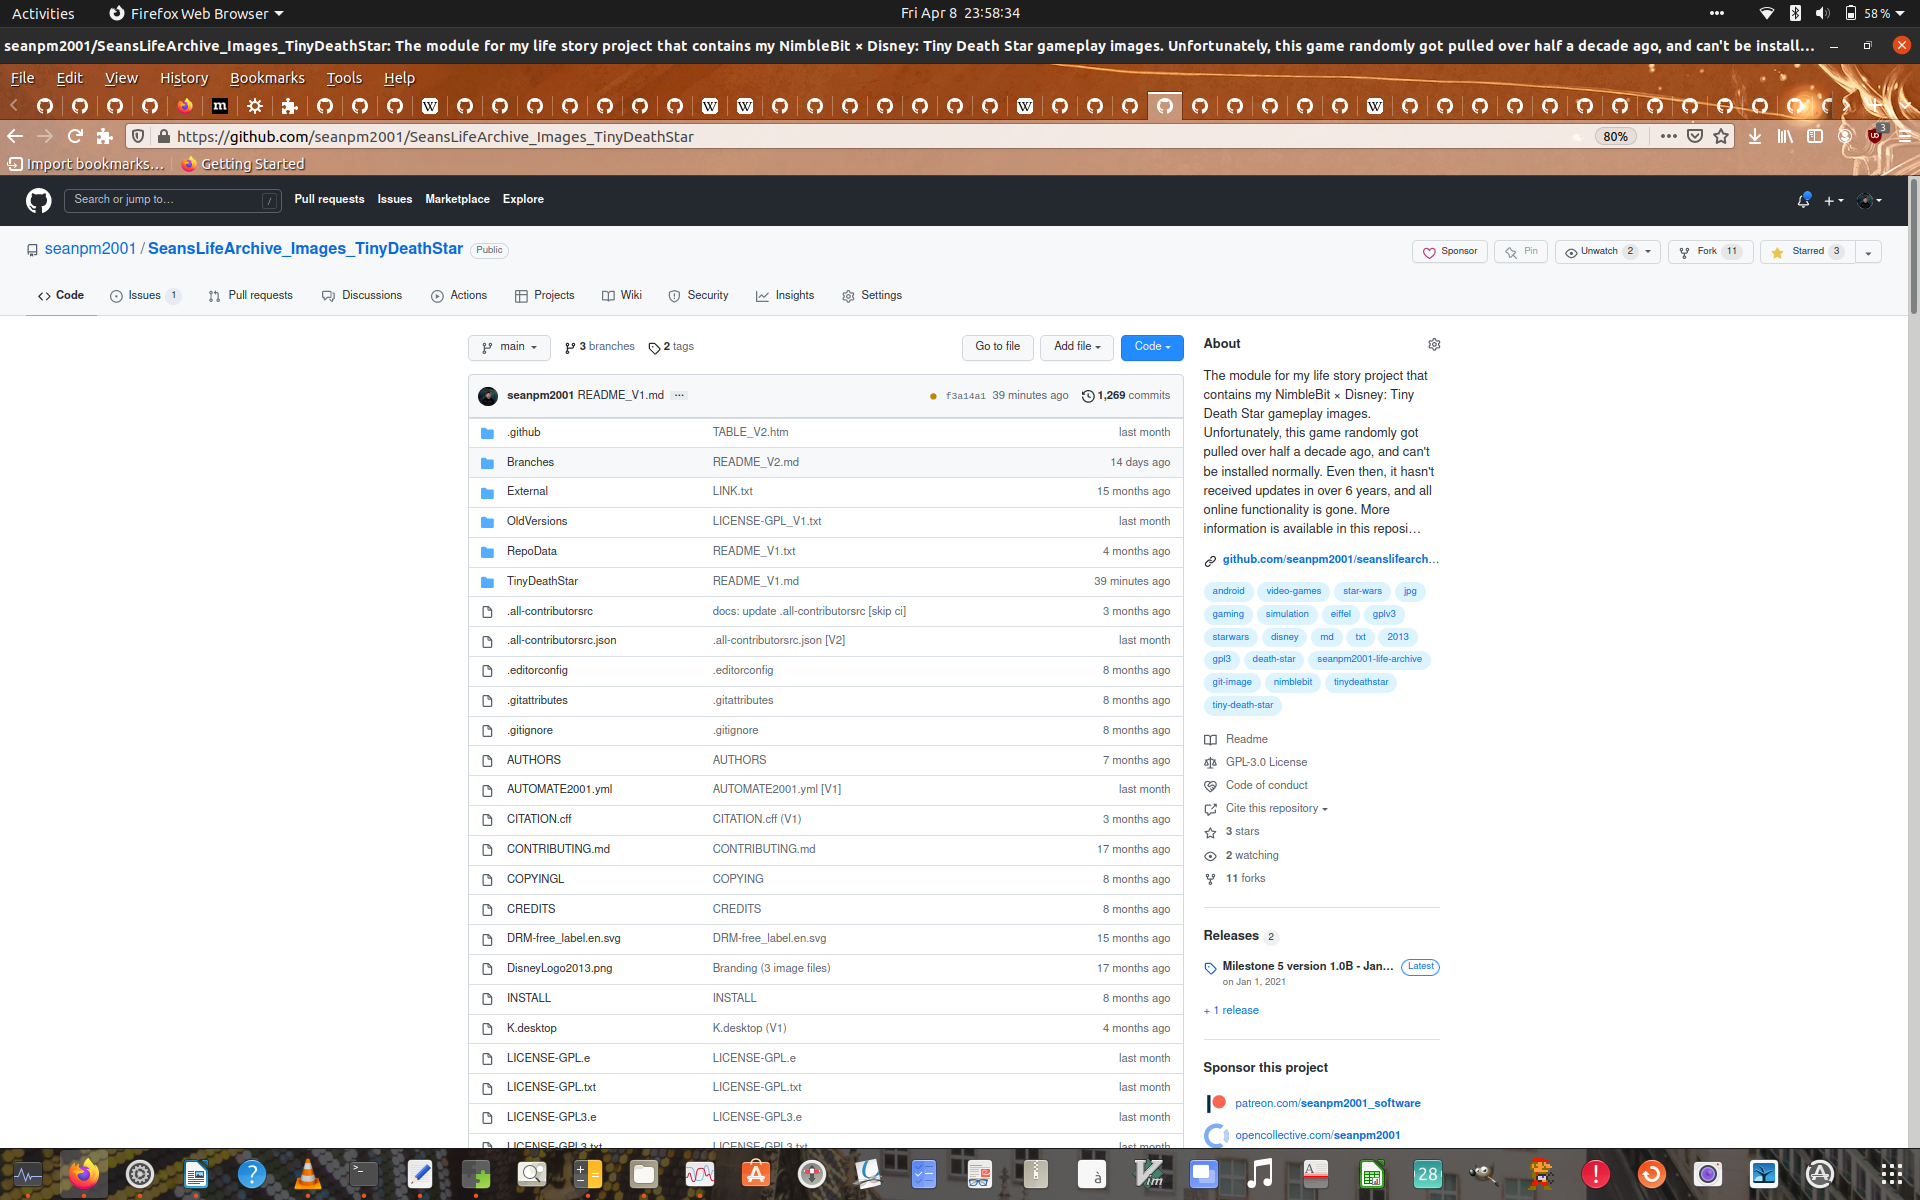 Activities
Firefox Web Browser
Fri Apr 8 23:58:34
58 %
seanpm2001/SeansLifeArchive_Images_TinyDeathStar: The module for my life story project that contains my NimbleBit × Disney: Tiny Death Star gameplay images. Unfortunately, this game randomly got pulled over half a decade ago, and can't be install...
File Edit View History Bookmarks Tools Help
https://github.com/seanpm2001/SeansLifeArchive_Images_TinyDeathStar
80%
3
Import bookmarks...
Getting Started
Search or jump to...
/
Pull requests Issues Marketplace Explore
seanpm2001 / SeansLifeArchive_Images_TinyDeathStar Public
Sponsor Pin Unwatch 2 Fork 11 Starred 3
Code Issues 1 Pull requests Discussions Actions Projects Wiki Security Insights Settings
main 3 branches 2 tags Go to file Add file Code
seanpm2001 README_V1.md ... f3a14a1 39 minutes ago 1,269 commits
.github TABLE_V2.htm last month
Branches README_V2.md 14 days ago
External LINK.txt 15 months ago
OldVersions LICENSE-GPL_V1.txt last month
RepoData README_V1.txt 4 months ago
TinyDeathStar README_V1.md 39 minutes ago
.all-contributorsrc docs: update .all-contributorsrc [skip ci] 3 months ago
.all-contributorsrc.json .all-contributorsrc.json [V2] last month
.editorconfig .editorconfig 8 months ago
.gitattributes .gitattributes 8 months ago
.gitignore .gitignore 8 months ago
AUTHORS AUTHORS 7 months ago
AUTOMATE2001.yml AUTOMATE2001.yml [V1] last month
CITATION.cff CITATION.cff (V1) 3 months ago
CONTRIBUTING.md CONTRIBUTING.md 17 months ago
COPYINGL COPYING 8 months ago
CREDITS CREDITS 8 months ago
DRM-free_label.en.svg DRM-free_label.en.svg 15 months ago
DisneyLogo2013.png Branding (3 image files) 17 months ago
INSTALL INSTALL 8 months ago
K.desktop K.desktop (V1) 4 months ago
LICENSE-GPL.e LICENSE-GPL.e last month
LICENSE-GPL.txt LICENSE-GPL.txt last month
LICENSE-GPL3.e LICENSE-GPL3.e last month
LICENSE-GPL3.txt LICENSE-GPL3.txt last month
About
The module for my life story project that
contains my NimbleBit × Disney: Tiny
Death Star gameplay images.
Unfortunately, this game randomly got
pulled over half a decade ago, and can't
be installed normally. Even then, it hasn't
received updates in over 6 years, and all
online functionality is gone. More
information is available in this reposi...
github.com/seanpm2001/seanslifearch...
android video-games star-wars jpg
gaming simulation eiffel gplv3
starwars disney md txt 2013
gpl3 death-star seanpm2001-life-archive
git-image nimblebit tinydeathstar
tiny-death-star
Readme
GPL-3.0 License
Code of conduct
Cite this repository
3 stars
2 watching
11 forks
Releases 2
Milestone 5 version 1.0B - Jan... Latest
on Jan 1, 2021
+ 1 release
Sponsor this project
patreon.com/seanpm2001_software
opencollective.com/seanpm2001
28